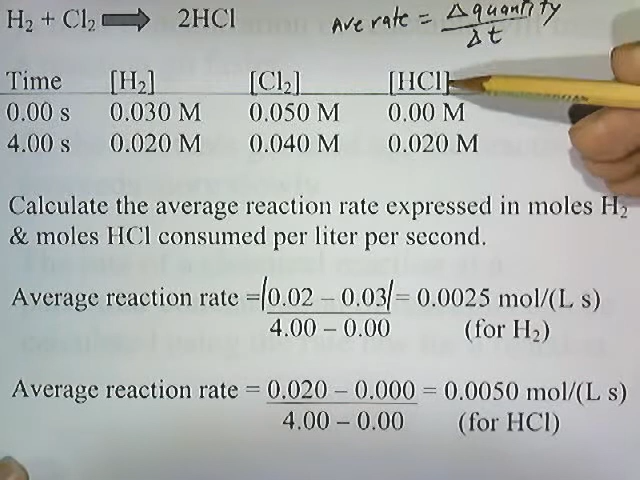 H₂ + Cl₂ ⟹ 2HCl Ave rate = Δquantity / Δt
Time [H₂] [Cl₂] [HCl]
0.00 s 0.030 M 0.050 M 0.00 M
4.00 s 0.020 M 0.040 M 0.020 M
Calculate the average reaction rate expressed in moles H₂
& moles HCl consumed per liter per second.
Average reaction rate = |0.02 – 0.03| = 0.0025 mol/(L s)
4.00 – 0.00 (for H₂)
Average reaction rate = 0.020 – 0.000 = 0.0050 mol/(L s)
4.00 – 0.00 (for HCl)